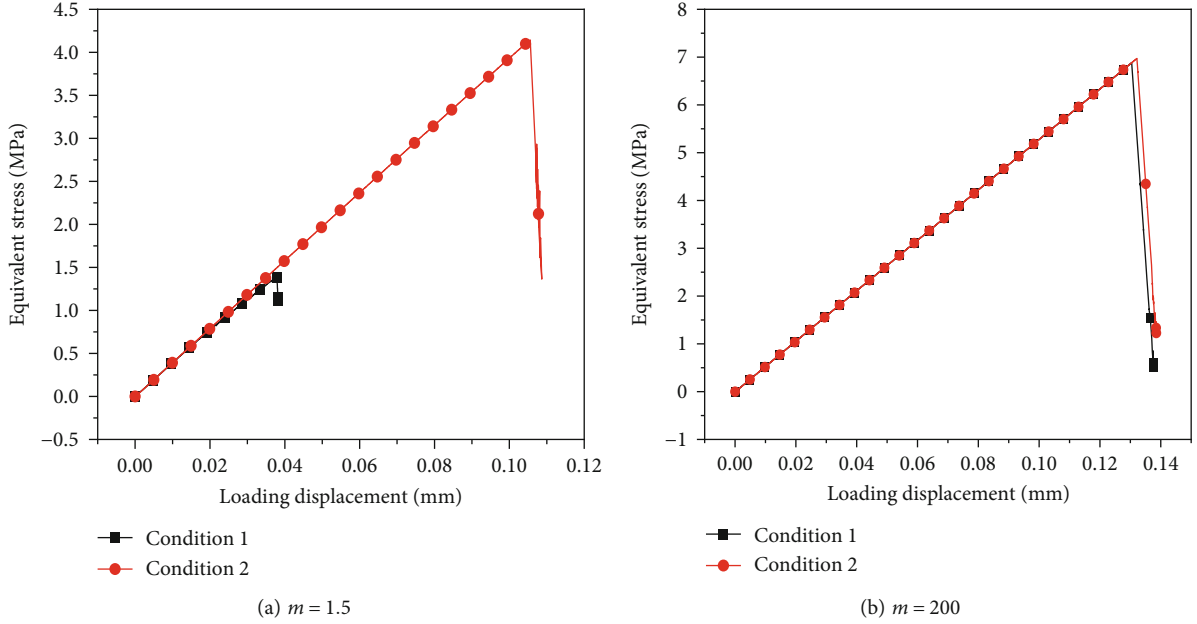 4.5
4.0
3.5
3.0
2.5
2.0
1.5
1.0
0.5
0.0
−0.5
Equivalent stress (MPa)
0.00 0.02 0.04 0.06 0.08 0.10 0.12
Loading displacement (mm)
Condition 1
Condition 2
(a) m = 1.5
8
7
6
5
4
3
2
1
0
−1
Equivalent stress (MPa)
0.00 0.02 0.04 0.06 0.08 0.10 0.12 0.14
Loading displacement (mm)
Condition 1
Condition 2
(b) m = 200